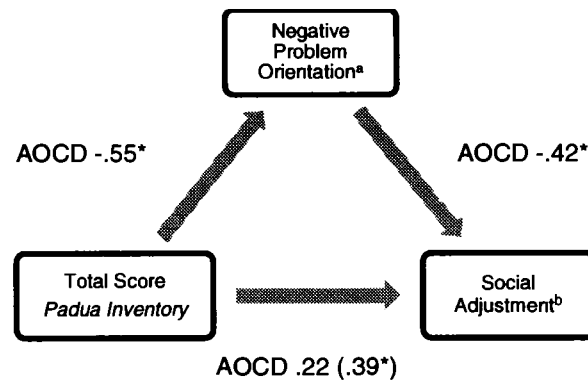 Negative
Problem
Orientationᵃ
AOCD -.55*
AOCD -.42*
Total Score
Padua Inventory
Social
Adjustmentᵇ
AOCD .22 (.39*)